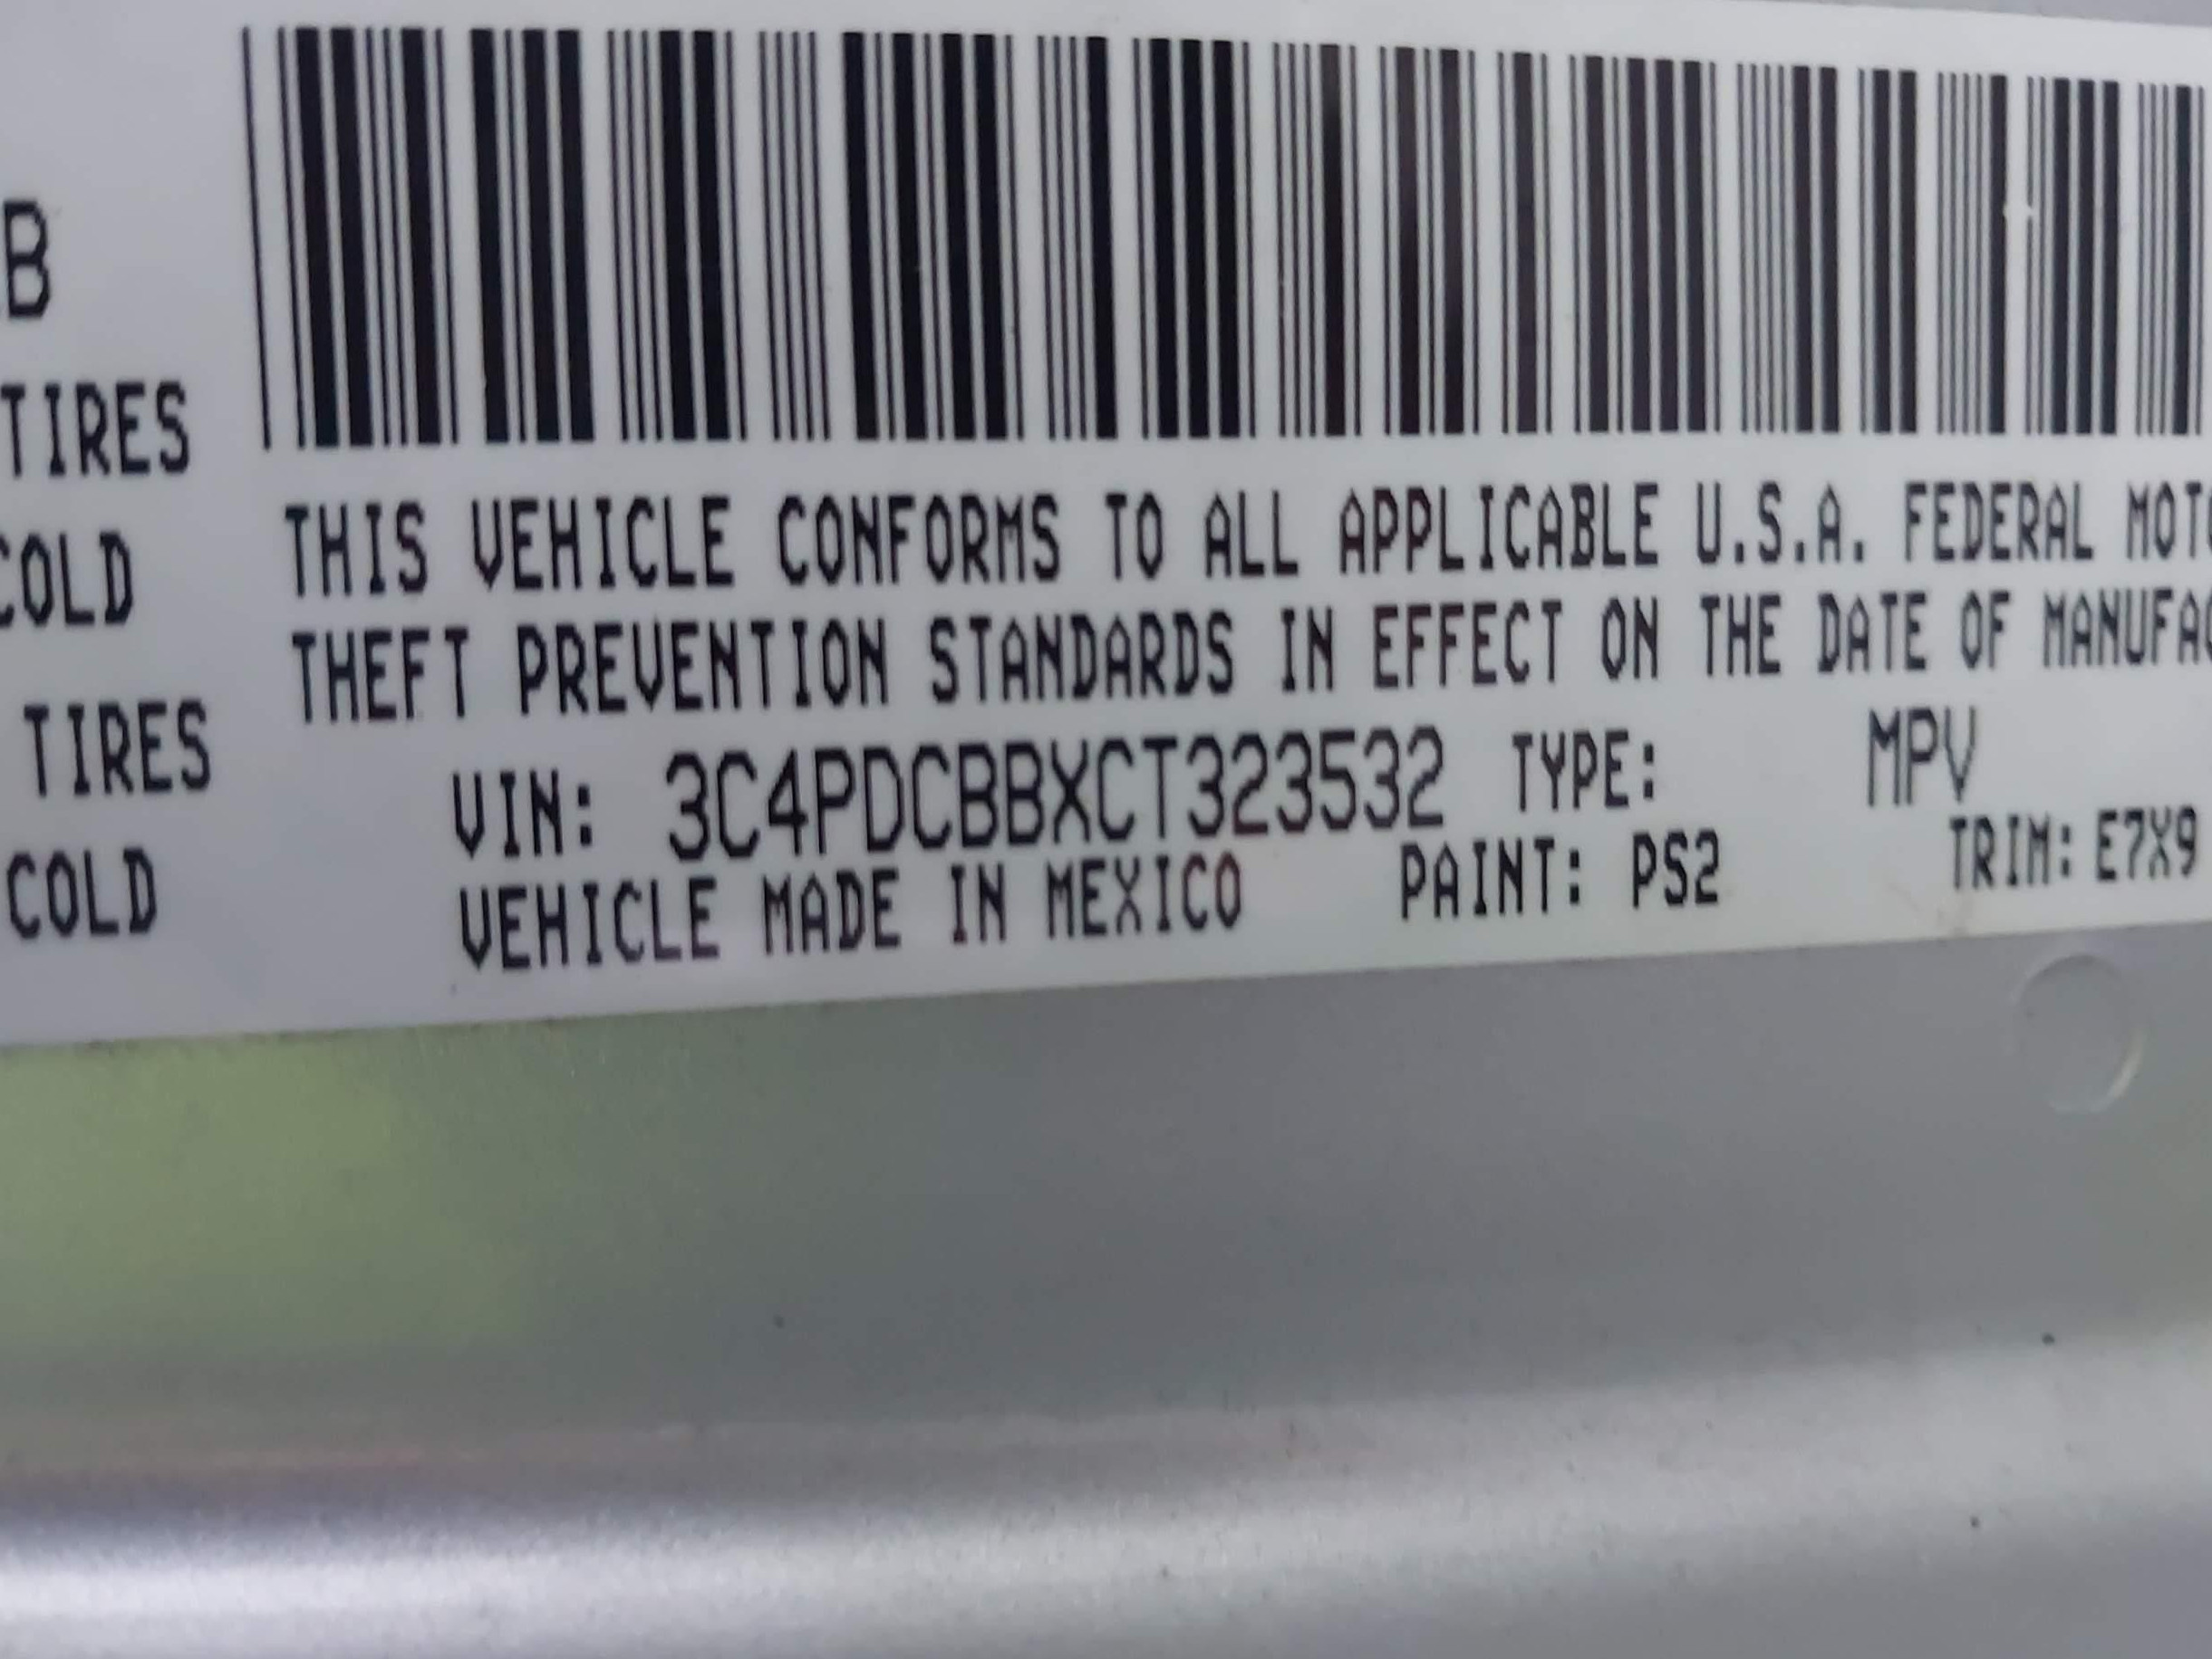 B
TIRES
COLD
TIRES
COLD
THIS VEHICLE CONFORMS TO ALL APPLICABLE U.S.A. FEDERAL
THEFT PREVENTION STANDARDS IN EFFECT ON THE DATE OF
VIN: 3C4PDCBBXCT323532 TYPE: MPV
VEHICLE MADE IN MEXICO PAINT: PS2 TRIM: E7X9